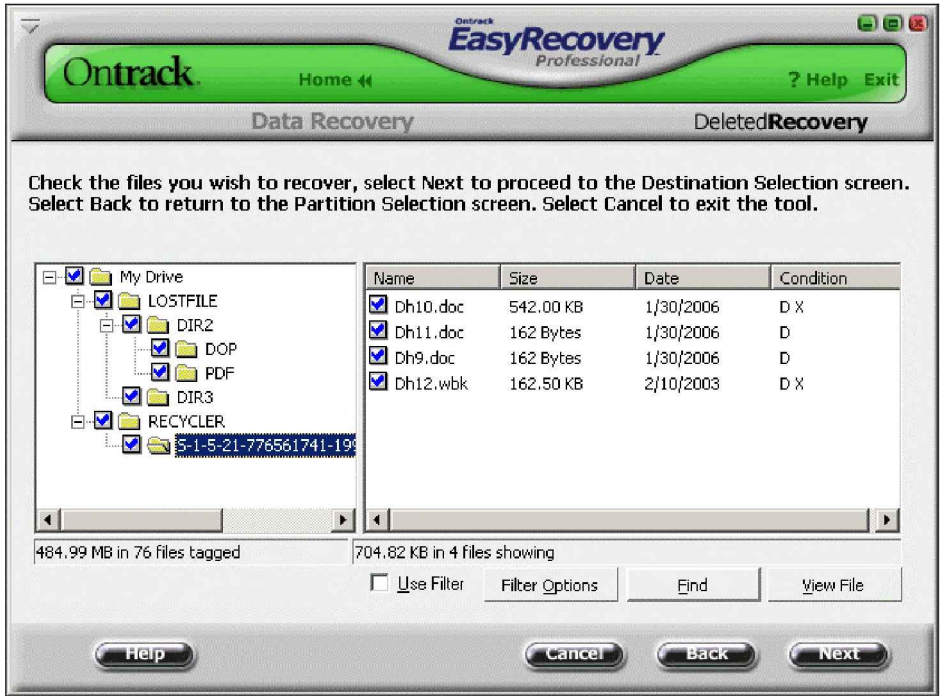 Ontrack
EasyRecovery
Professional
Ontrack
Home
? Help Exit
Data Recovery
DeletedRecovery
Check the files you wish to recover, select Next to proceed to the Destination Selection screen.
Select Back to return to the Partition Selection screen. Select Cancel to exit the tool.
My Drive
LOSTFILE
DIR2
DOP
PDF
DIR3
RECYCLER
S-1-5-21-776561741-199
Name Size Date Condition
Dh10.doc 542.00 KB 1/30/2006 D X
Dh11.doc 162 Bytes 1/30/2006 D
Dh9.doc 162 Bytes 1/30/2006 D
Dh12.wbk 162.50 KB 2/10/2003 D X
484.99 MB in 76 files tagged
704.82 KB in 4 files showing
Use Filter Filter Options Find View File
Help Cancel Back Next